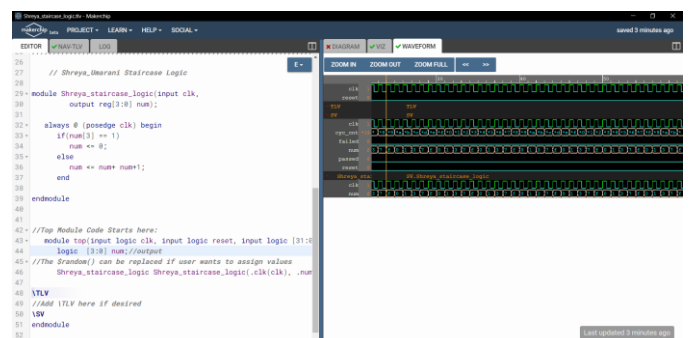 Shreya_staircase_logic.tlv - Makerchip
makerchip beta PROJECT LEARN HELP SOCIAL saved 3 minutes ago
EDITOR NAV-TLV LOG DIAGRAM VIZ WAVEFORM
E
ZOOM IN ZOOM OUT ZOOM FULL << >>
26
27 // Shreya_Umarani Staircase Logic
28
29 module Shreya_staircase_logic(input clk,
30 output reg[3:0] num);
31
32 always @ (posedge clk) begin
33 if(num[3] == 1)
34 num <= 0;
35 else
36 num <= num+ num+1;
37 end
38
39 endmodule
40
41
42 //Top Module Code Starts here:
43 module top(input logic clk, input logic reset, input logic [31:0
44 logic [3:0] num;//output
45 //The $random() can be replaced if user wants to assign values
46 Shreya_staircase_logic Shreya_staircase_logic(.clk(clk), .num
47
48 \TLV
49 //Add \TLV here if desired
50 \SV
51 endmodule
52
clk
reset
TLV TLV
SV SV
clk
cyc_cnt
failed
num
passed
reset
Shreya_sta SV.Shreya_staircase_logic
clk
num
Last updated 3 minutes ago